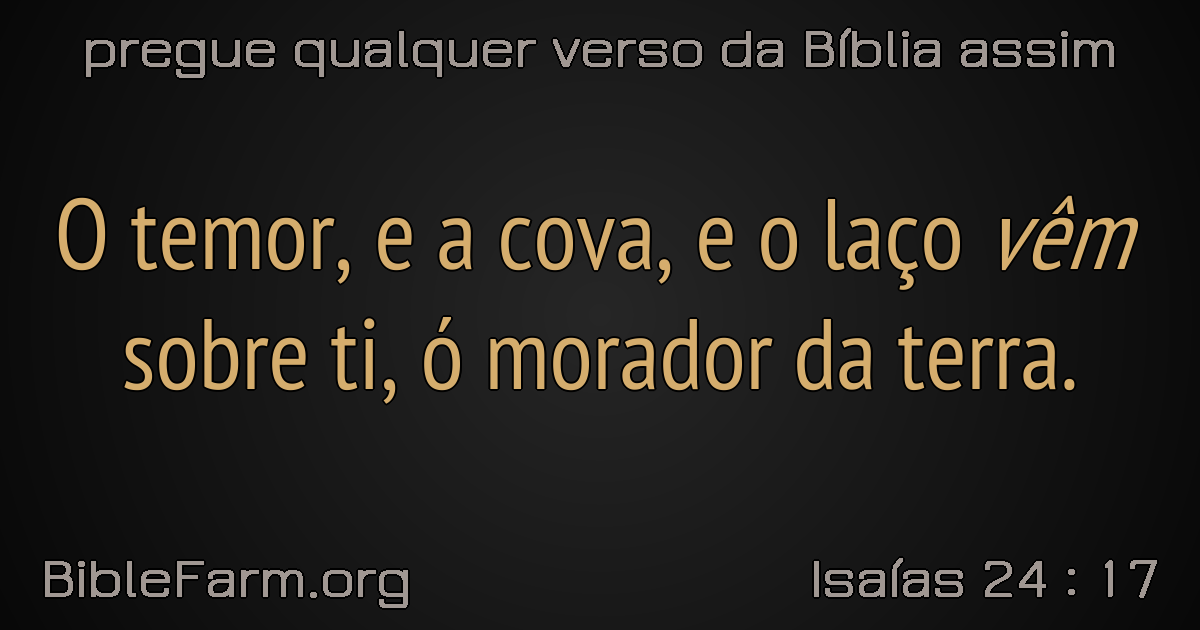 pregue qualquer verso da Bíblia assim
O temor, e a cova, e o laço vêm
sobre ti, ó morador da terra.
BibleFarm.org
Isaías 24 : 17